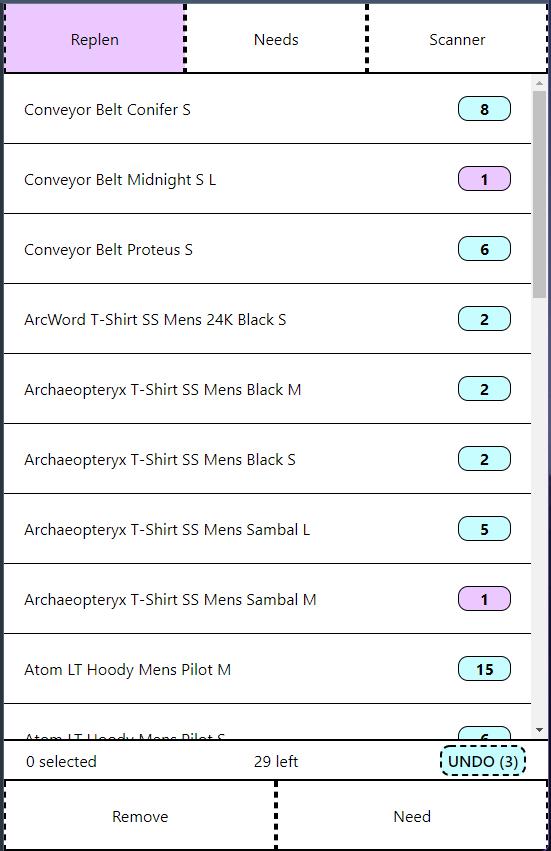 Replen Needs Scanner
Conveyor Belt Conifer S 8
Conveyor Belt Midnight S L 1
Conveyor Belt Proteus S 6
ArcWord T-Shirt SS Mens 24K Black S 2
Archaeopteryx T-Shirt SS Mens Black M 2
Archaeopteryx T-Shirt SS Mens Black S 2
Archaeopteryx T-Shirt SS Mens Sambal L 5
Archaeopteryx T-Shirt SS Mens Sambal M 1
Atom LT Hoody Mens Pilot M 15
Atom LT Hoody Mens Pilot S 6
0 selected 29 left UNDO (3)
Remove Need